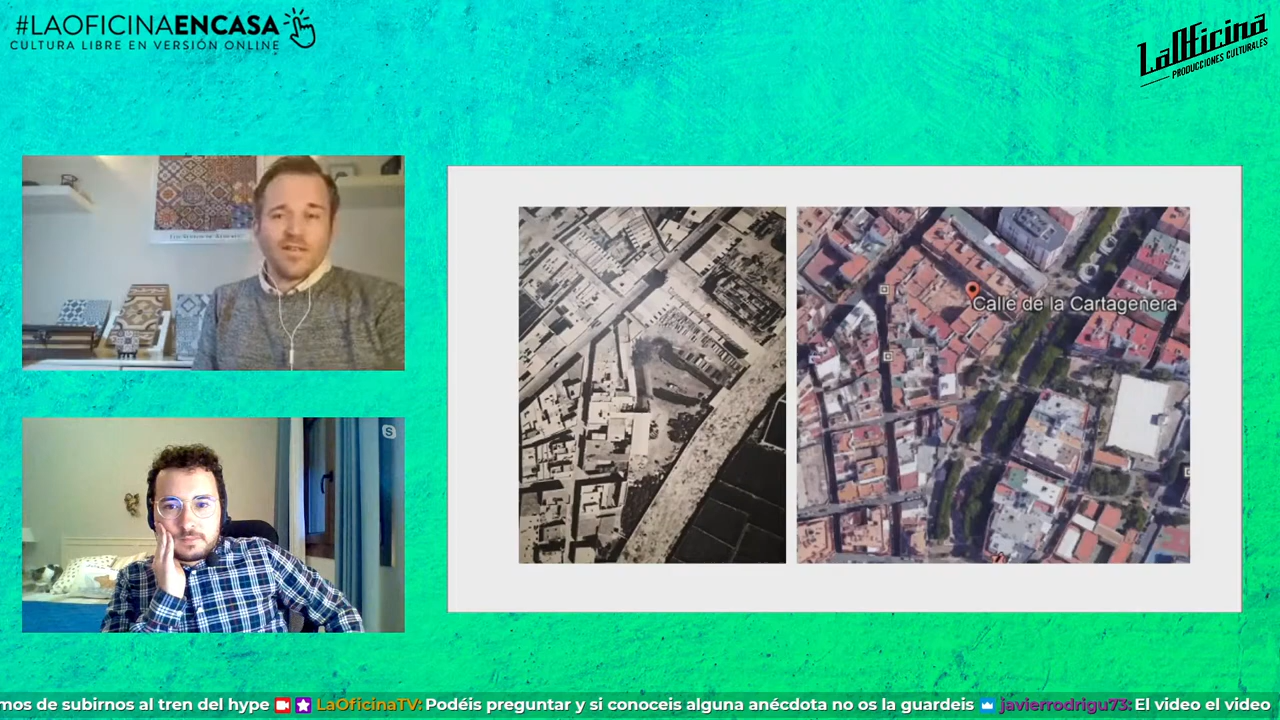 #LAOFICINAENCASA
CULTURA LIBRE EN VERSIÓN ONLINE
LaOficina
PRODUCCIONES CULTURALES
Calle de la Cartagenera
mos de subirnos al tren del hype LaOficinaTV: Podéis preguntar y si conoceis alguna anécdota no os la guardeis javierrodrigu73: El video el video